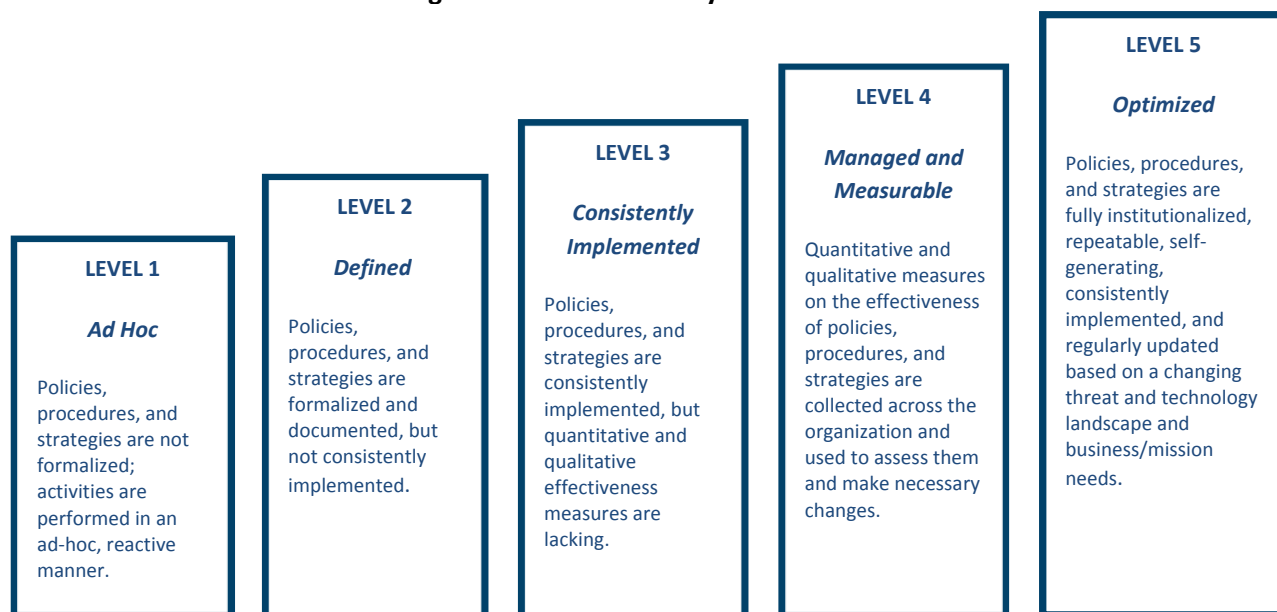 LEVEL 1
Ad Hoc
Policies,
procedures, and
strategies are not
formalized;
activities are
performed in an
ad-hoc, reactive
manner.
LEVEL 2
Defined
Policies,
procedures, and
strategies are
formalized and
documented, but
not consistently
implemented.
LEVEL 3
Consistently
Implemented
Policies,
procedures, and
strategies are
consistently
implemented, but
quantitative and
qualitative
effectiveness
measures are
lacking.
LEVEL 4
Managed and
Measurable
Quantitative and
qualitative measures
on the effectiveness
of policies,
procedures, and
strategies are
collected across the
organization and
used to assess them
and make necessary
changes.
LEVEL 5
Optimized
Policies, procedures,
and strategies are
fully institutionalized,
repeatable, self-
generating,
consistently
implemented, and
regularly updated
based on a changing
threat and technology
landscape and
business/mission
needs.